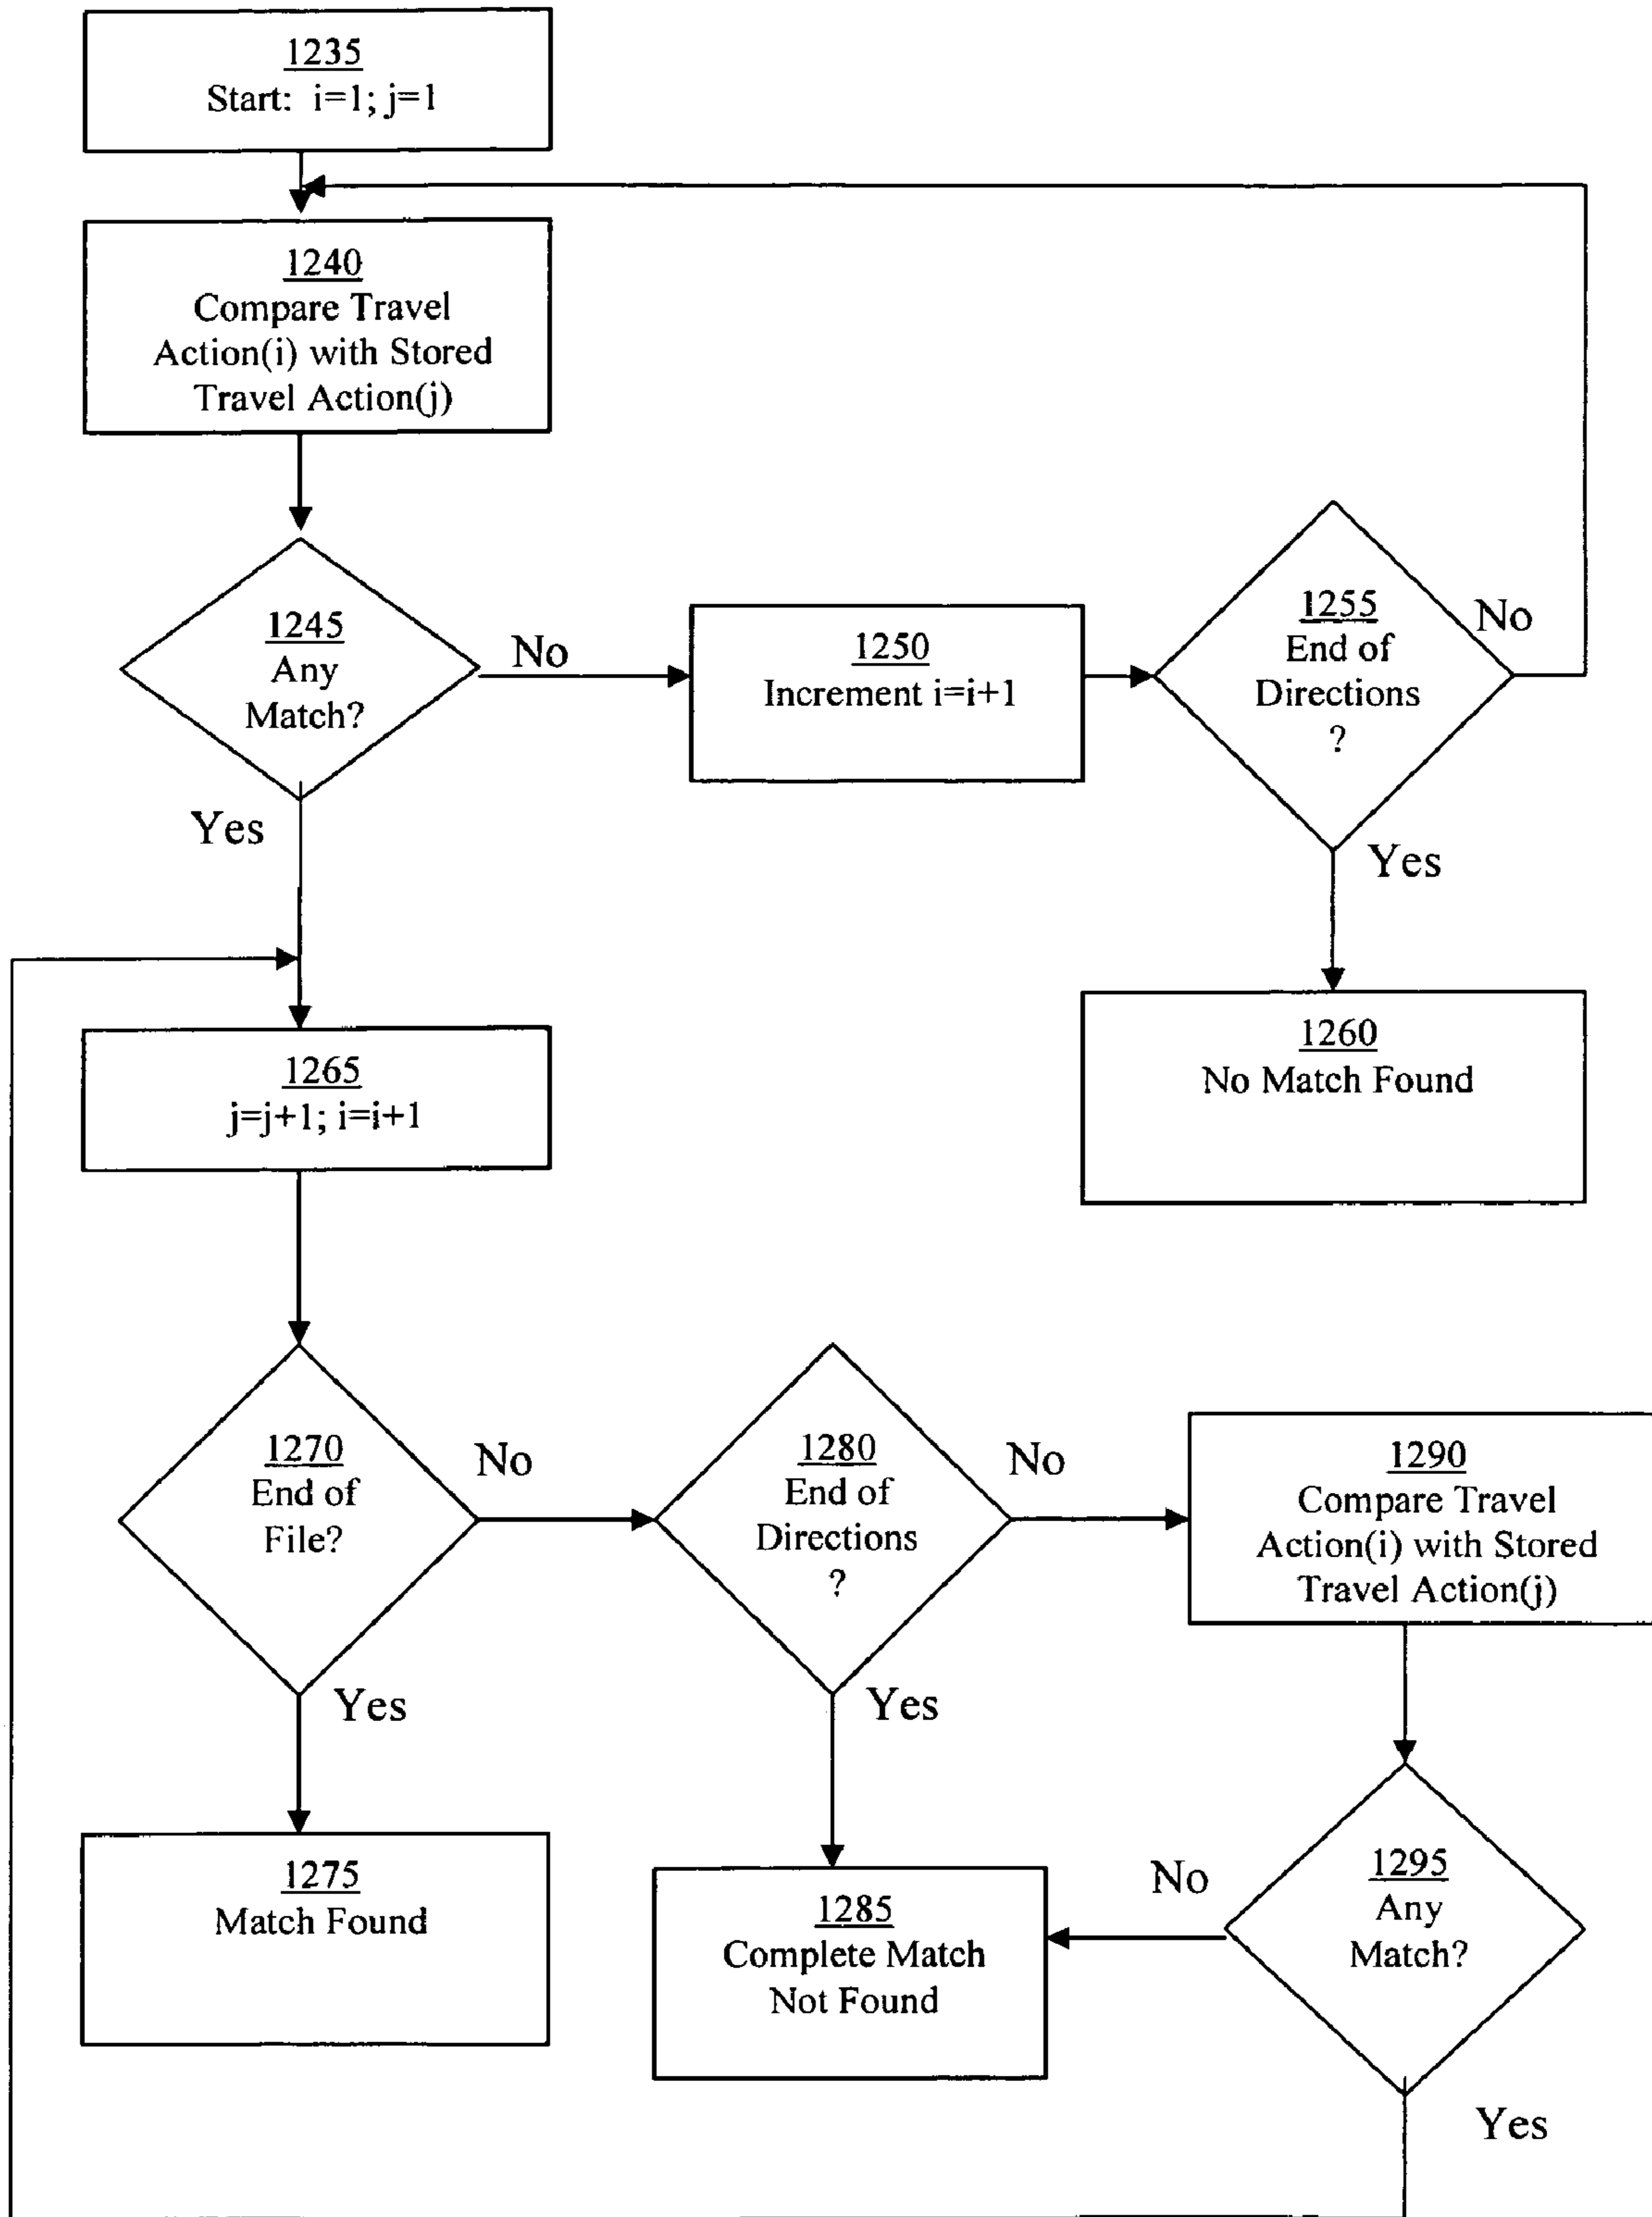 1235
Start: i=1; j=1
1240
Compare Travel
Action(i) with Stored
Travel Action(j)
1245
Any
Match?
No
Yes
1250
Increment i=i+1
1255
End of
Directions
?
No
Yes
1260
No Match Found
1265
j=j+1; i=i+1
1270
End of
File?
No
Yes
1275
Match Found
1280
End of
Directions
?
No
Yes
1285
Complete Match
Not Found
1290
Compare Travel
Action(i) with Stored
Travel Action(j)
1295
Any
Match?
No
Yes